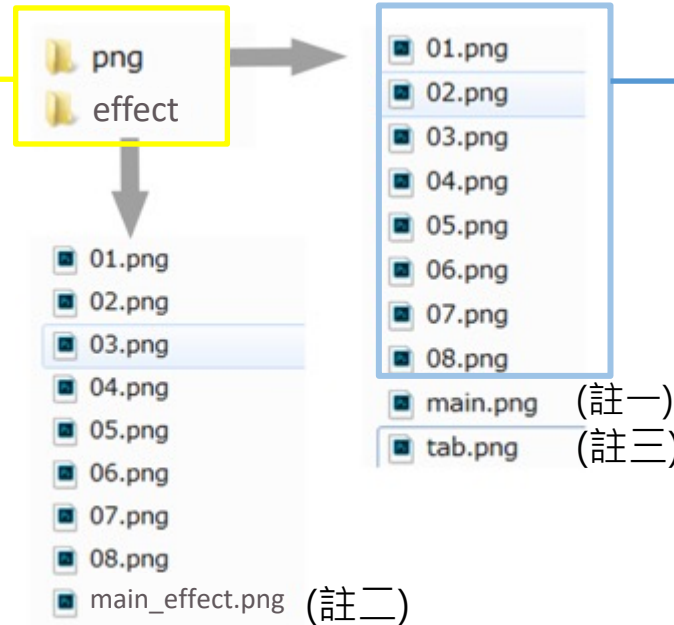 png
effect
01.png
02.png
03.png
04.png
05.png
06.png
07.png
08.png
main.png (註一)
tab.png (註三)
01.png
02.png
03.png
04.png
05.png
06.png
07.png
08.png
main_effect.png (註二)